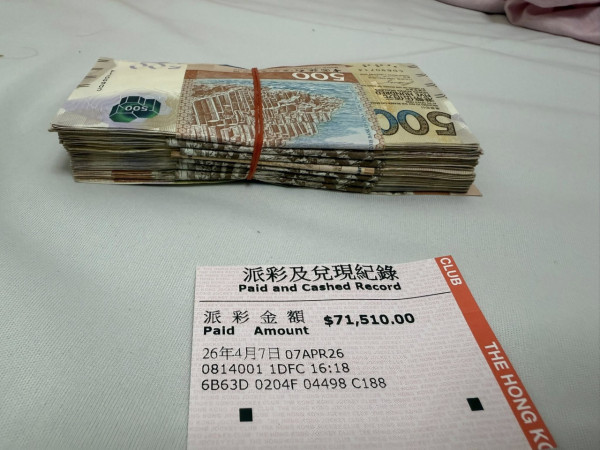 500
500
500
派彩及兌現紀錄
Paid and Cashed Record
派彩金額 $71,510.00
Paid Amount
26年4月7日 07APR26
0814001 1DFC 16:18
6B63D 0204F 04498 C188
CLUB
THE HONG